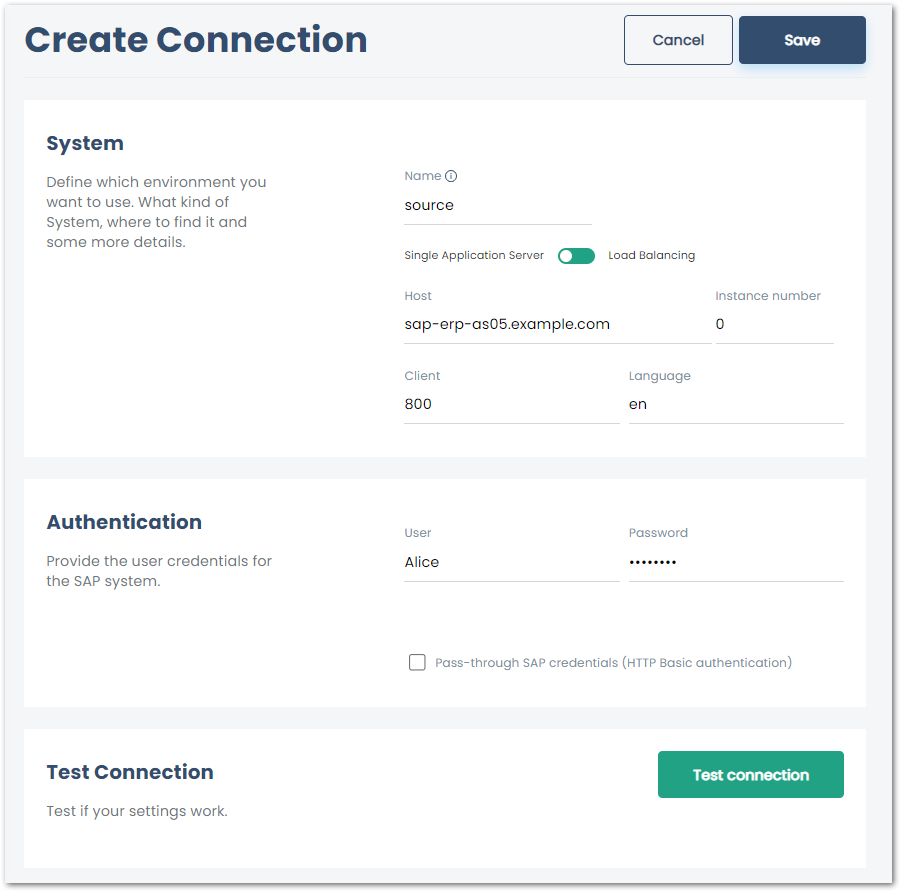 Create Connection
Cancel
Save
System
Define which environment you
want to use. What kind of
System, where to find it and
some more details.
Name
source
Single Application Server
Load Balancing
Host
Instance number
sap-erp-as05.example.com
0
Client
Language
800
en
Authentication
Provide the user credentials for
the SAP system.
User
Password
Alice
••••••••
Pass-through SAP credentials (HTTP Basic authentication)
Test Connection
Test if your settings work.
Test connection